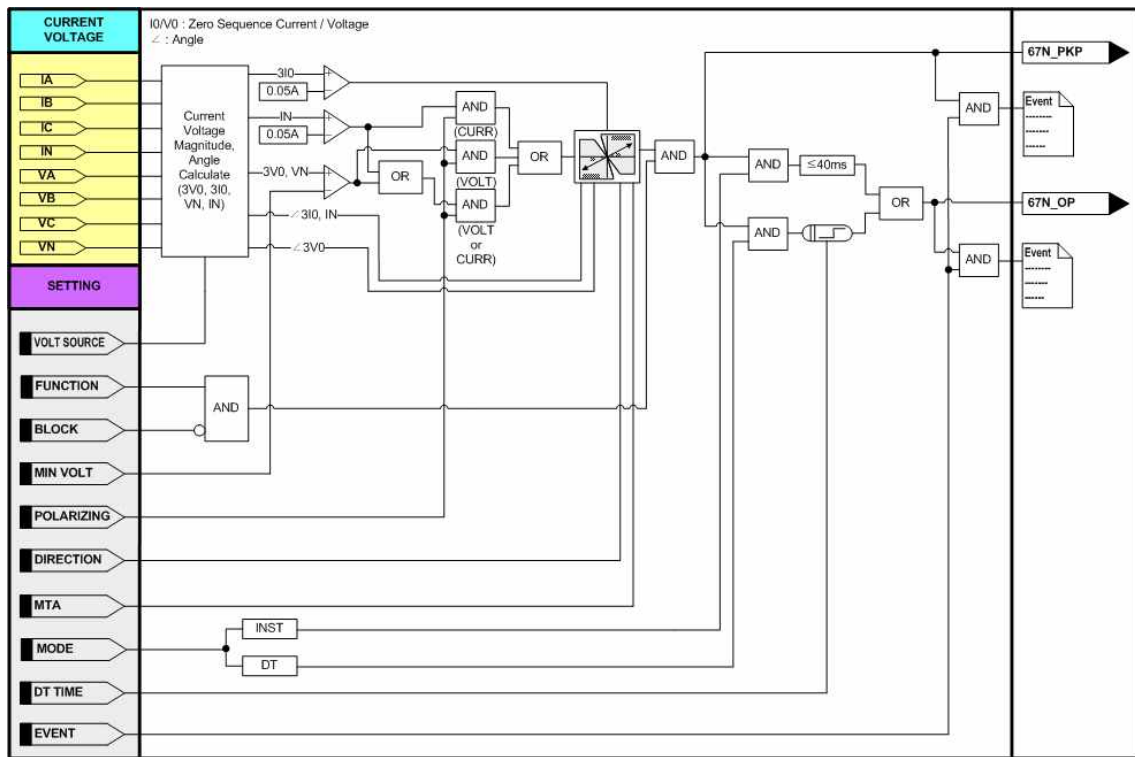 CURRENT
VOLTAGE
I0/V0 : Zero Sequence Current / Voltage
∠ : Angle
IA
IB
IC
IN
VA
VB
VC
VN
Current
Voltage
Magnitude,
Angle
Calculate
(3V0, 3I0,
VN, IN)
3I0
0.05A
IN
0.05A
3V0, VN
∠3I0, IN
∠3V0
+
−
+
−
+
−
OR
AND
(CURR)
AND
(VOLT)
AND
(VOLT
or
CURR)
OR
AND
AND
≤40ms
AND
OR
67N_PKP
AND
Event
--------
-------
------
67N_OP
AND
Event
--------
-------
------
SETTING
VOLT SOURCE
FUNCTION
AND
BLOCK
MIN VOLT
POLARIZING
DIRECTION
MTA
MODE
INST
DT
DT TIME
EVENT